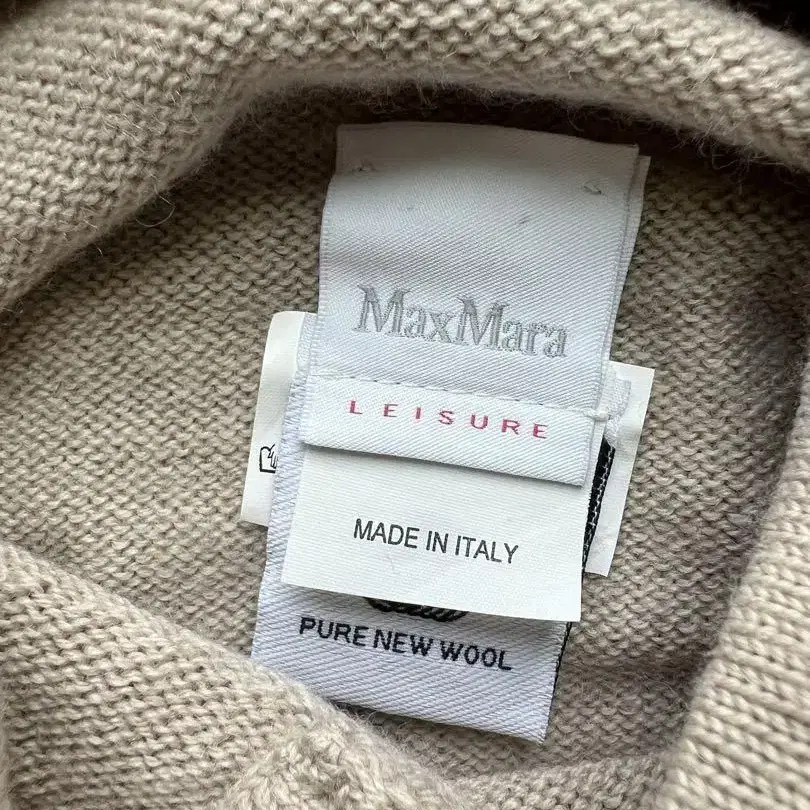 MaxMara
LEISURE
MADE IN ITALY
PURE NEW WOOL